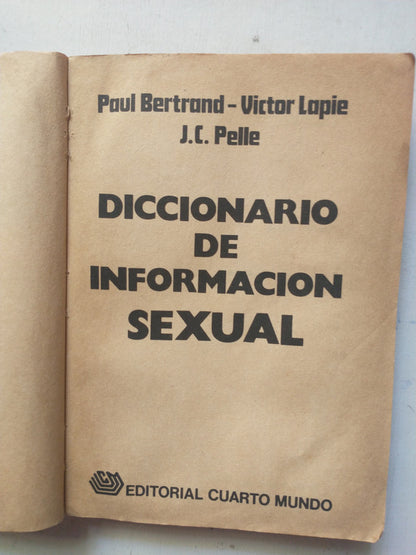 Paul Bertrand - Victor Lapie
J.C. Pelle
DICCIONARIO
DE
INFORMACION
SEXUAL
EDITORIAL CUARTO MUNDO